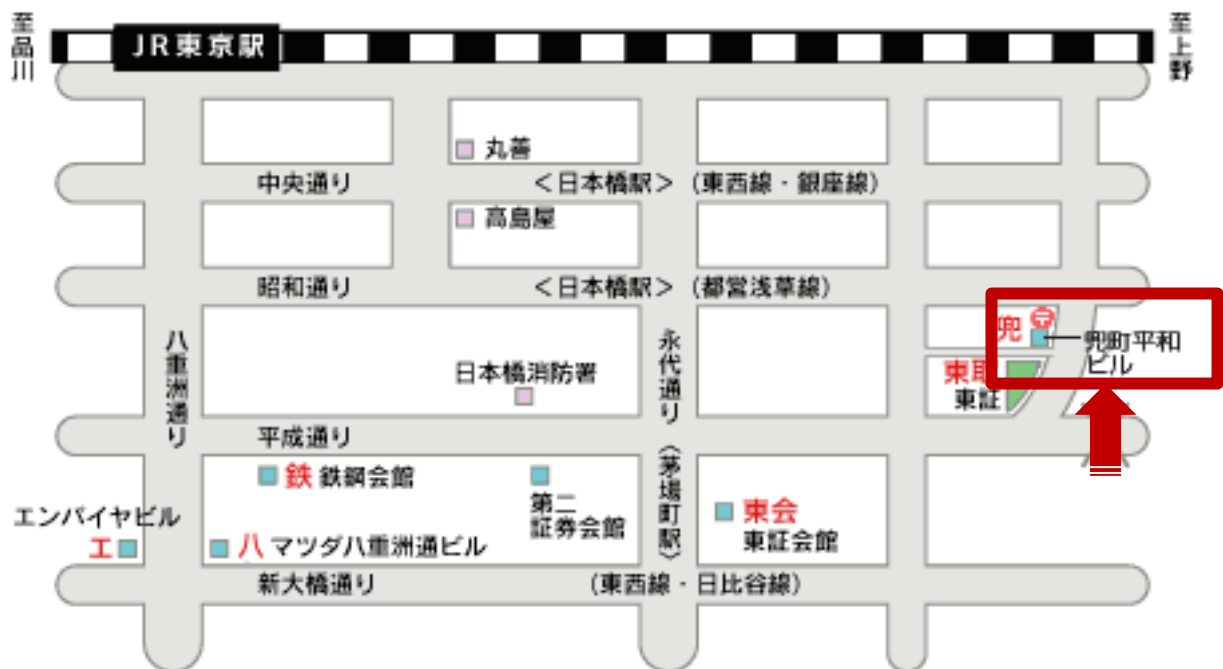 至品川
JR東京駅
至上野
丸善
中央通り
<日本橋駅>
(東西線・銀座線)
高島屋
昭和通り
<日本橋駅>
(都営浅草線)
八重洲通り
永代通り
兜
〒
兜町平和
ビル
日本橋消防署
東取
東証
平成通り
鉄 鉄鋼会館
第二
証券会館
<茅場町駅>
東会
東証会館
エンパイヤビル
エ
八 マツダ八重洲通ビル
新大橋通り
(東西線・日比谷線)